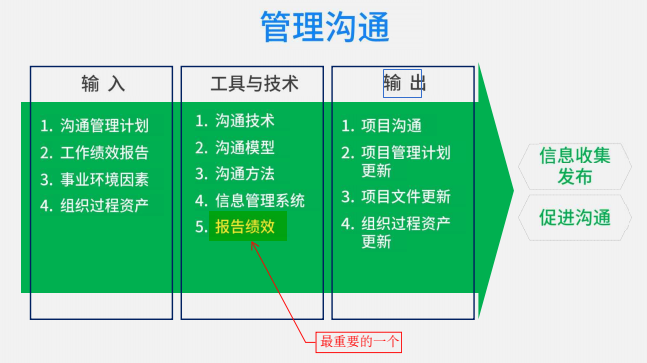 管理沟通
输 入
1. 沟通管理计划
2. 工作绩效报告
3. 事业环境因素
4. 组织过程资产
工具与技术
1. 沟通技术
2. 沟通模型
3. 沟通方法
4. 信息管理系统
5. 报告绩效
输 出
1. 项目沟通
2. 项目管理计划
更新
3. 项目文件更新
4. 组织过程资产
更新
信息收集
发布
促进沟通
最重要的一个